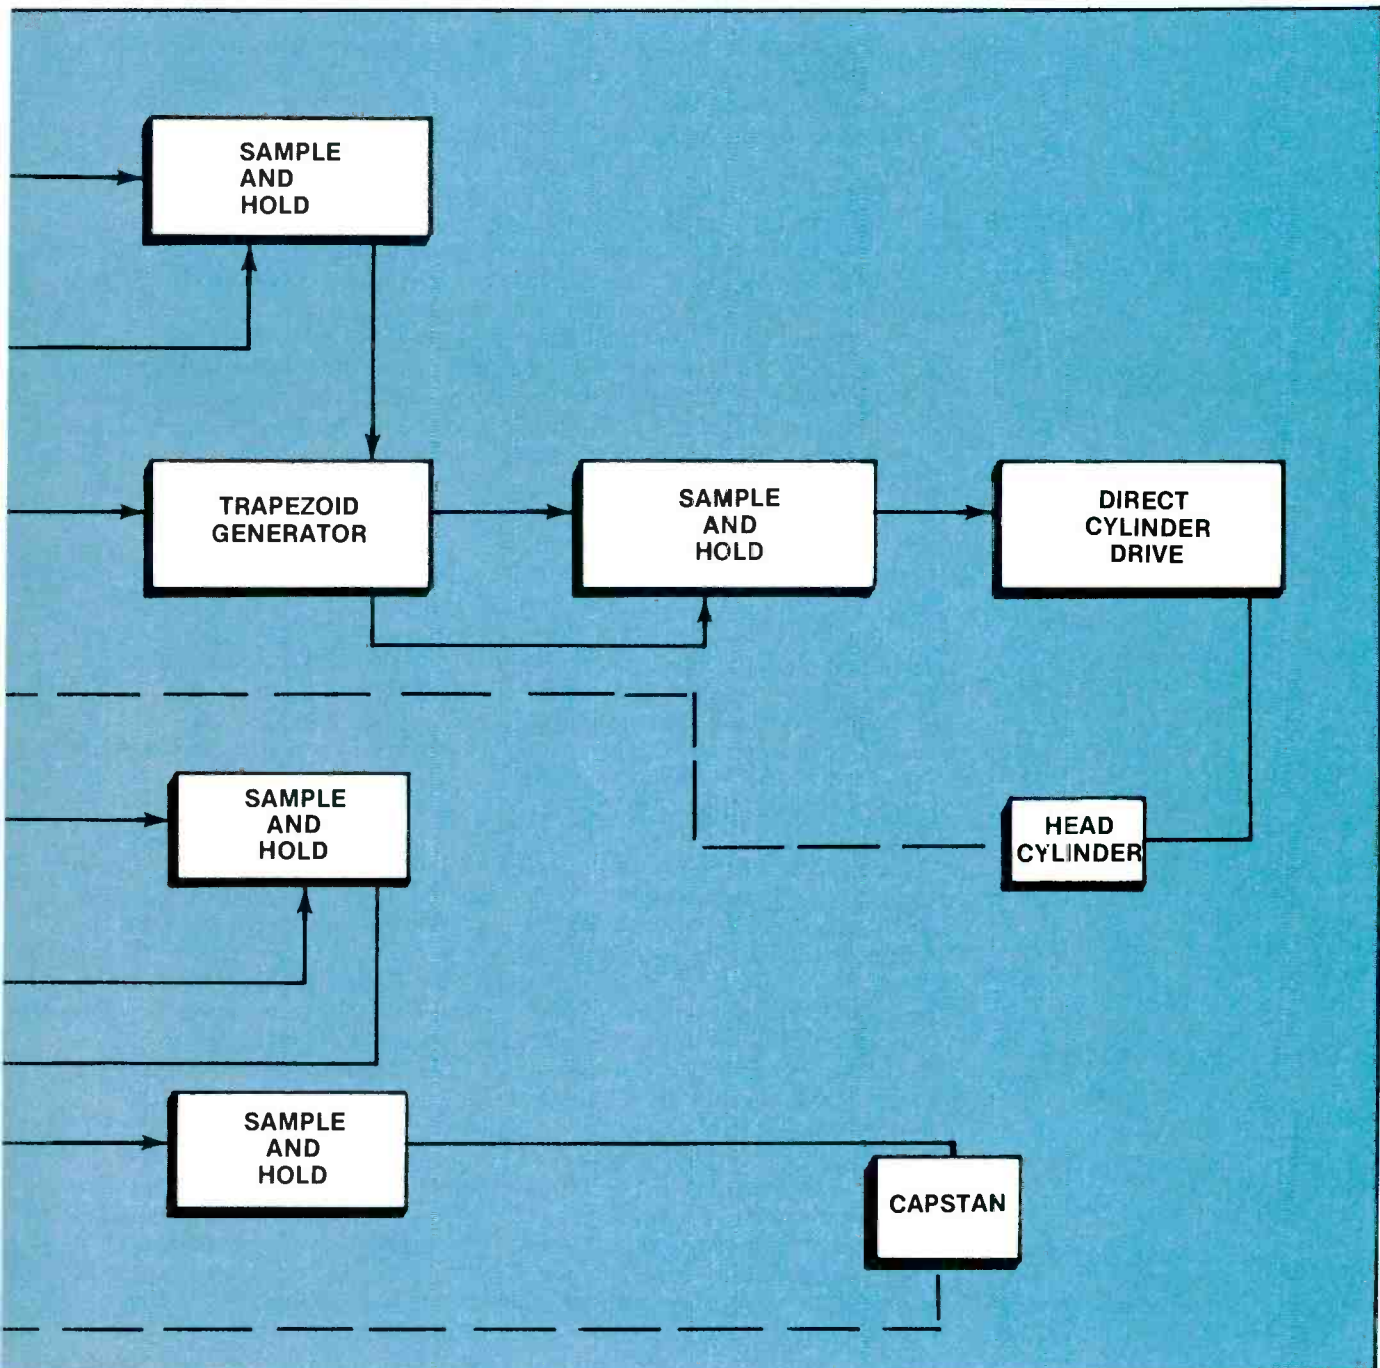 SAMPLE
AND
HOLD
TRAPEZOID
GENERATOR
SAMPLE
AND
HOLD
DIRECT
CYLINDER
DRIVE
SAMPLE
AND
HOLD
HEAD
CYLINDER
SAMPLE
AND
HOLD
CAPSTAN